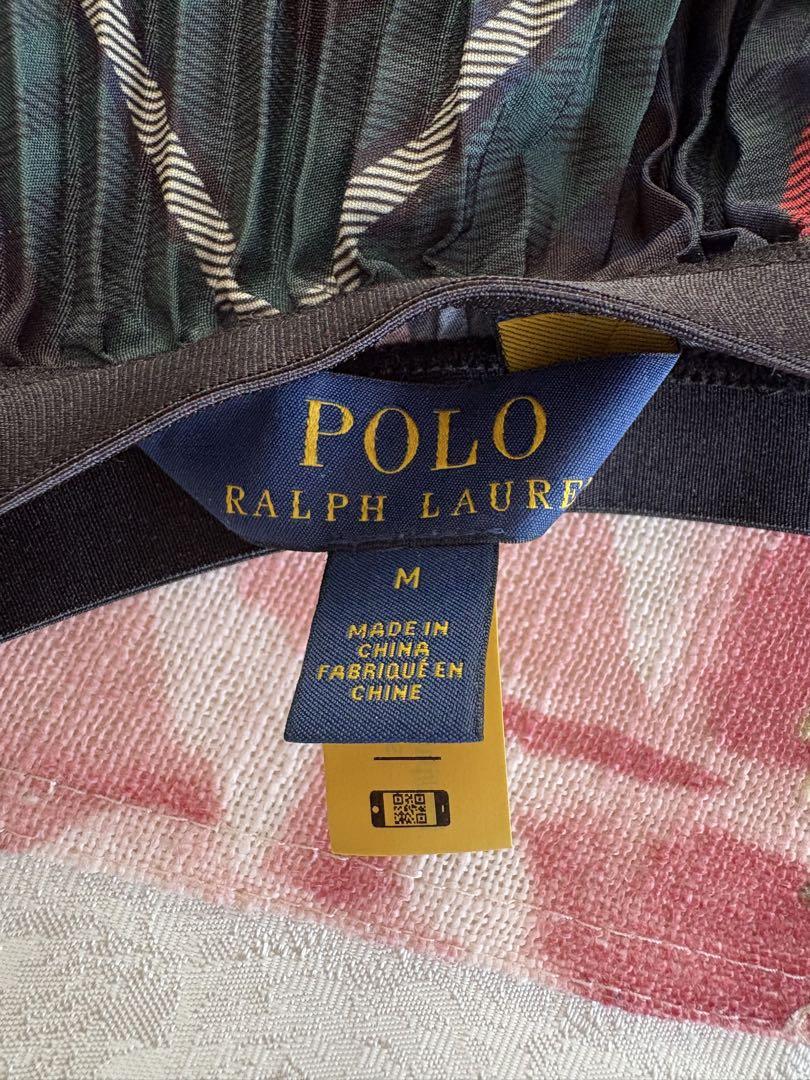 POLO
RALPH LAURE
M
MADE IN
CHINA
FABRIQUÉ EN
CHINE